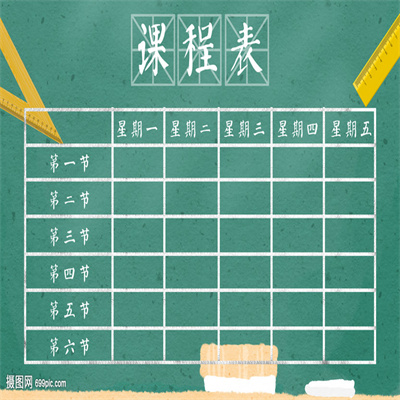 课程表
星期一 星期二 星期三 星期四 星期五
第一节
第二节
第三节
第四节
第五节
第六节
摄图网 699pic.com